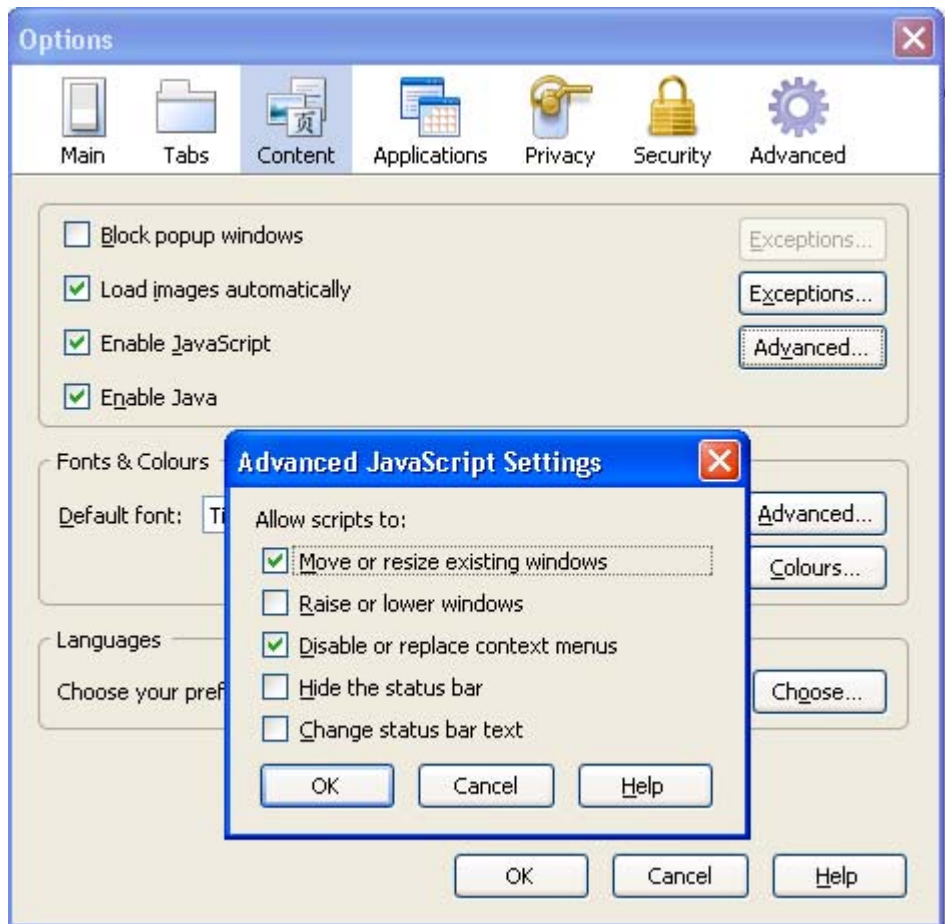 Options
页
Main Tabs Content Applications Privacy Security Advanced
Block popup windows Exceptions...
Load images automatically Exceptions...
Enable JavaScript Advanced...
Enable Java
Fonts & Colours
Default font: Ti Advanced...
Colours...
Languages
Choose your pref Choose...
Advanced JavaScript Settings
Allow scripts to:
Move or resize existing windows
Raise or lower windows
Disable or replace context menus
Hide the status bar
Change status bar text
OK Cancel Help
OK Cancel Help